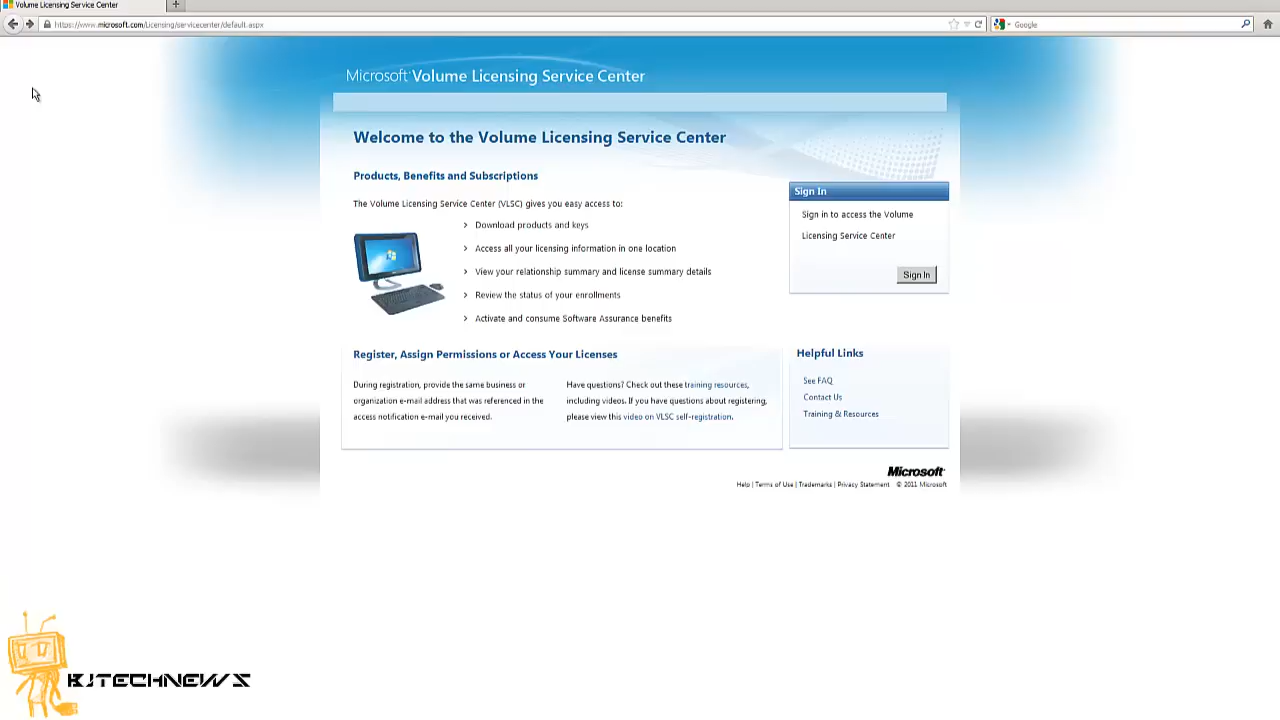 Volume Licensing Service Center
+
https://www.microsoft.com/Licensing/servicecenter/default.aspx
Google
Microsoft Volume Licensing Service Center
Welcome to the Volume Licensing Service Center
Products, Benefits and Subscriptions
The Volume Licensing Service Center (VLSC) gives you easy access to:
> Download products and keys
> Access all your licensing information in one location
> View your relationship summary and license summary details
> Review the status of your enrollments
> Activate and consume Software Assurance benefits
Sign In
Sign in to access the Volume
Licensing Service Center
Sign In
Register, Assign Permissions or Access Your Licenses
During registration, provide the same business or
organization e-mail address that was referenced in the
access notification e-mail you received.
Have questions? Check out these training resources,
including videos. If you have questions about registering,
please view this video on VLSC self-registration.
Helpful Links
See FAQ
Contact Us
Training & Resources
Microsoft
Help | Terms of Use | Trademarks | Privacy Statement © 2011 Microsoft
BJTECHNEWS